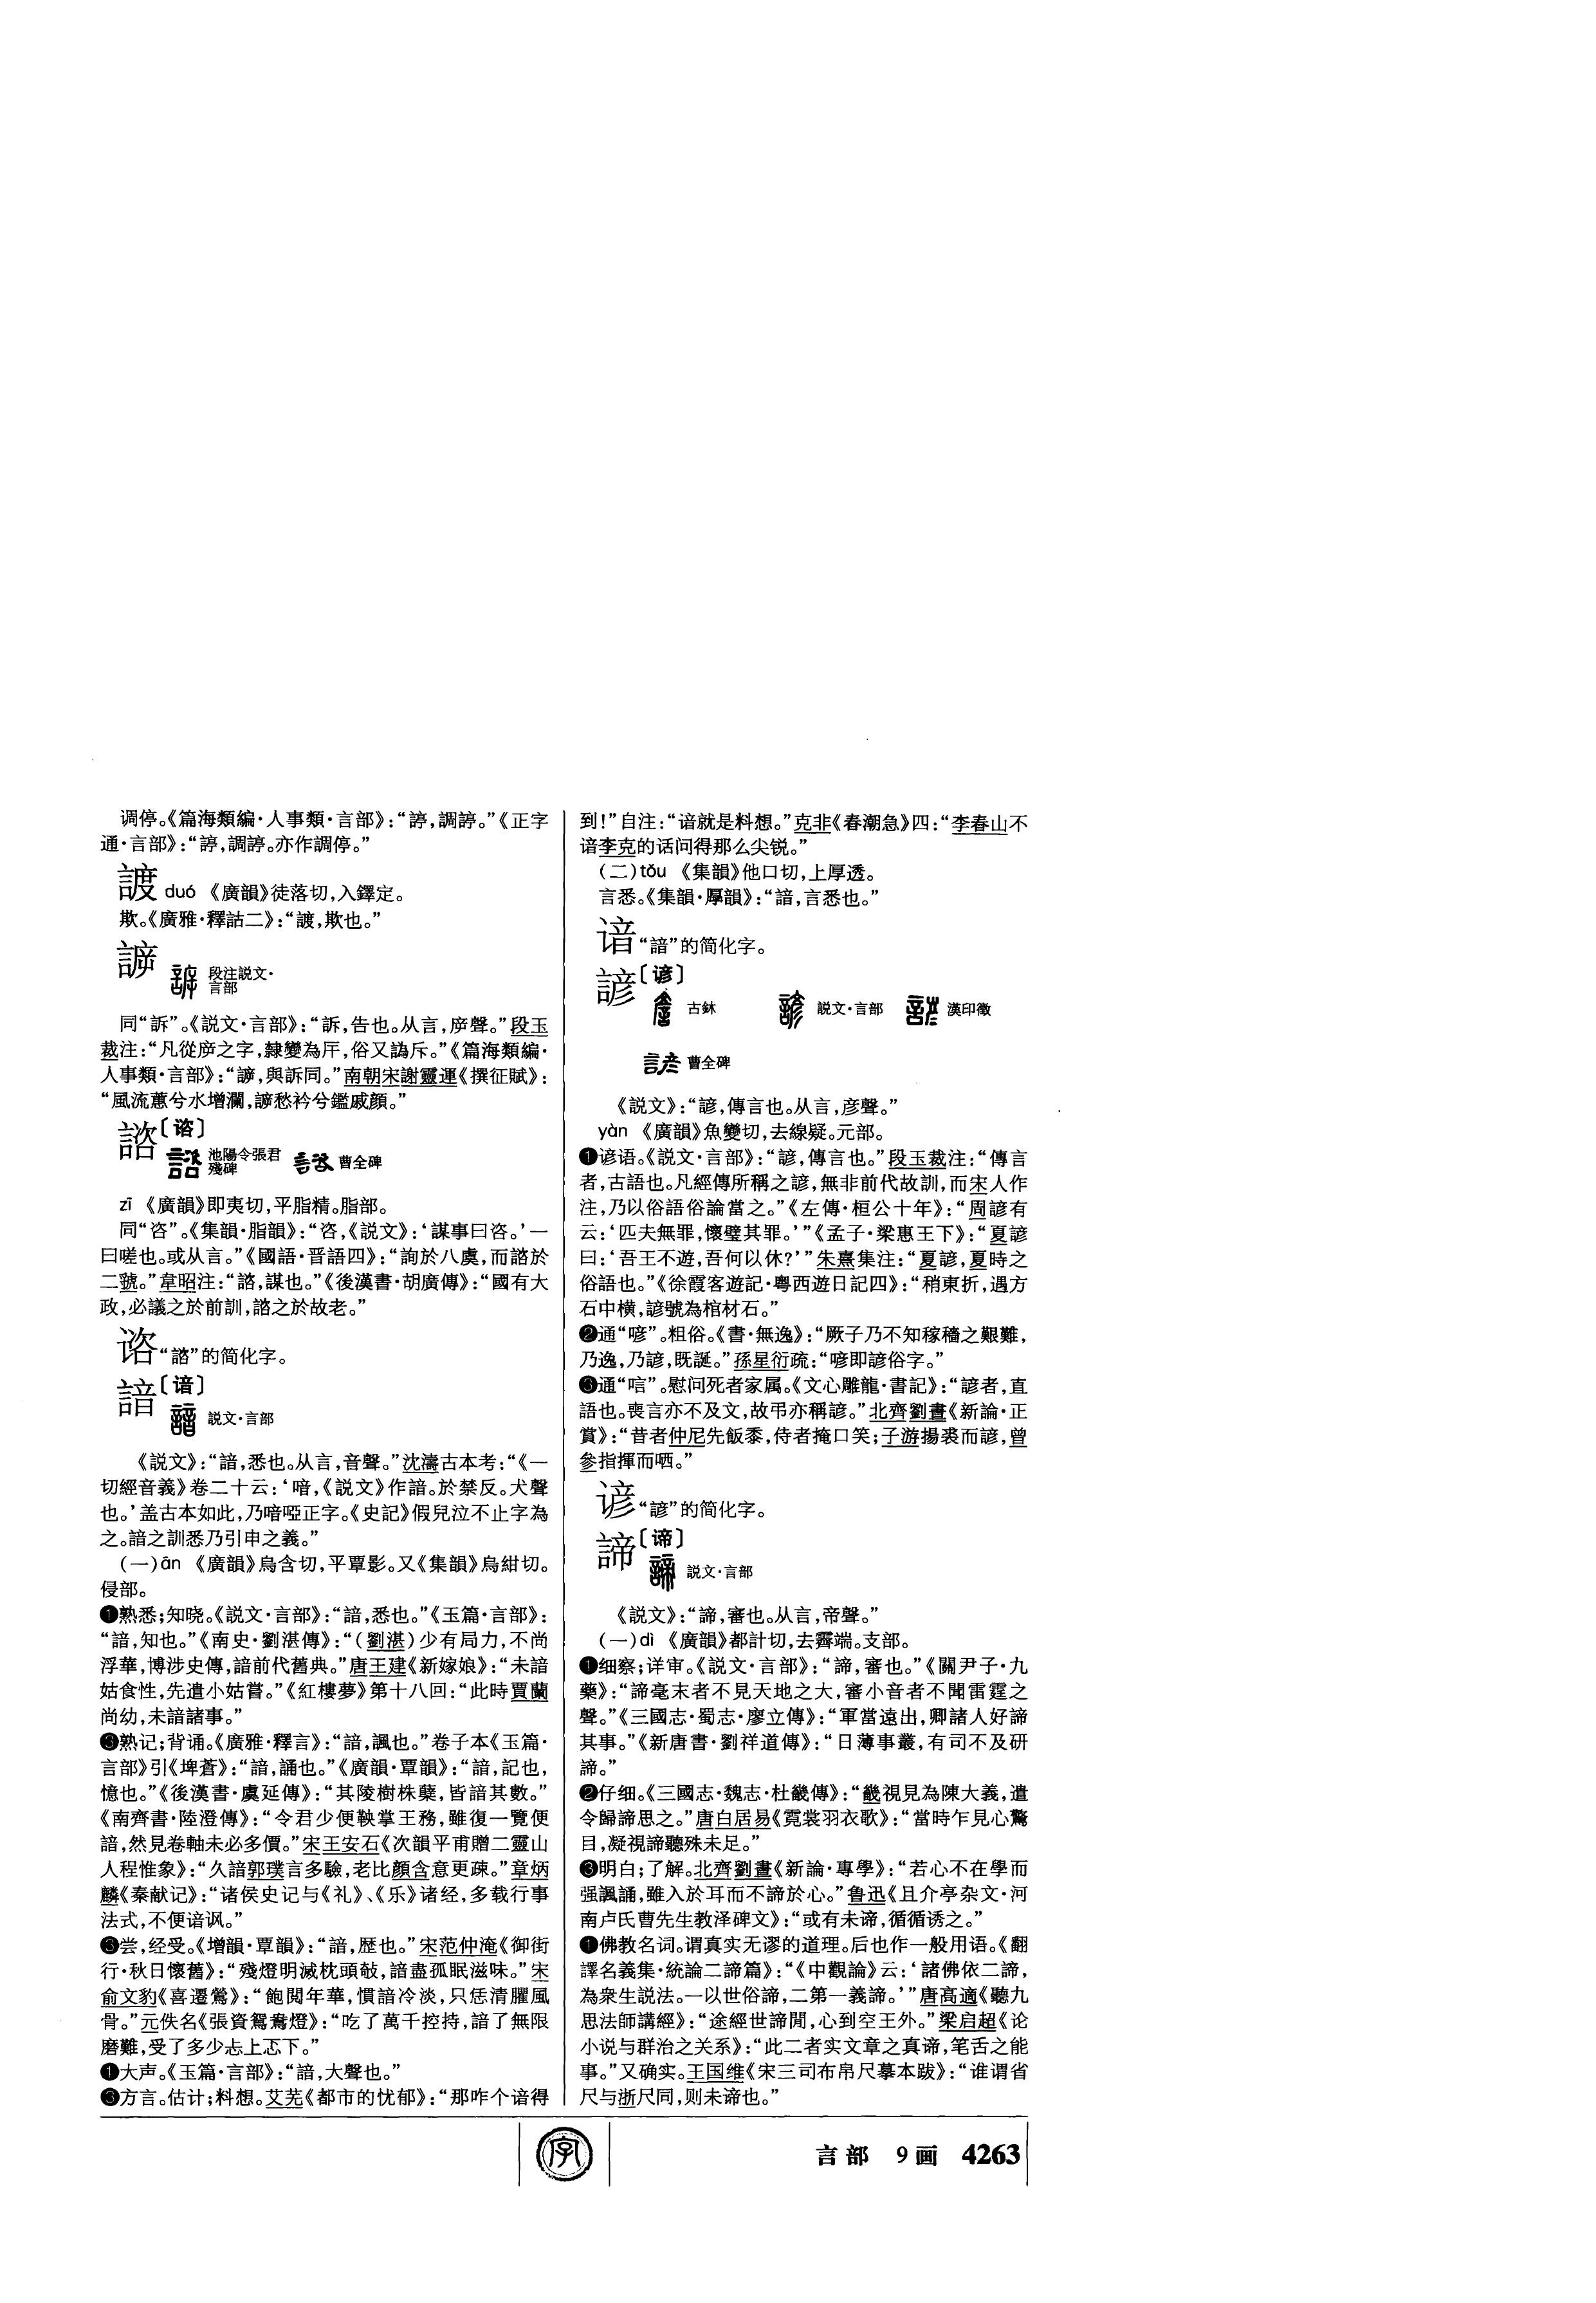 调停。《篇海類編·人事類·言部》：“諪，調諪。”《正字
通·言部》：“諪，調諪。亦作調停。”
䜬 duó 《廣韻》徒落切，入鐸定。
欺。《廣雅·釋詁二》：“䜬，欺也。”
𧪜
段注説文·
言部
同“訴”。《説文·言部》：“訴，告也。从言，㡿聲。”段玉
裁注：“凡從㡿之字，隸變為厈，俗又譌斥。”《篇海類編·
人事類·言部》：“𧪜，與訴同。”南朝宋謝靈運《撰征賦》：
“風流蕙兮水增瀾，𧪜愁衿兮鑑戚顔。”
諮〔谘〕
池陽令張君
殘碑 曹全碑
zī 《廣韻》即夷切，平脂精。脂部。
同“咨”。《集韻·脂韻》：“咨，《説文》：‘謀事曰咨。’一
曰嗟也。或从言。”《國語·晋語四》：“詢於八虞，而諮於
二虢。”韋昭注：“諮，謀也。”《後漢書·胡廣傳》：“國有大
政，必議之於前訓，諮之於故老。”
谘 “諮”的简化字。
諳〔谙〕
説文·言部
《説文》：“諳，悉也。从言，音聲。”沈濤古本考：“《一
切經音義》卷二十云：‘喑，《説文》作諳。於禁反。犬聲
也。’盖古本如此，乃喑啞正字。《史記》假兒泣不止字為
之。諳之訓悉乃引申之義。”
（一）ān 《廣韻》烏含切，平覃影。又《集韻》烏紺切。
侵部。
❶熟悉；知晓。《説文·言部》：“諳，悉也。”《玉篇·言部》：
“諳，知也。”《南史·劉湛傳》：“（劉湛）少有局力，不尚
浮華，博涉史傳，諳前代舊典。”唐王建《新嫁娘》：“未諳
姑食性，先遣小姑嘗。”《紅樓夢》第十八回：“此時賈蘭
尚幼，未諳諸事。”
❸熟记；背诵。《廣雅·釋言》：“諳，諷也。”卷子本《玉篇·
言部》引《埤蒼》：“諳，誦也。”《廣韻·覃韻》：“諳，記也，
憶也。”《後漢書·虞延傳》：“其陵樹株蘖，皆諳其數。”
《南齊書·陸澄傳》：“令君少便鞅掌王務，雖復一覽便
諳，然見卷軸未必多價。”宋王安石《次韻平甫贈二靈山
人程惟象》：“久諳郭璞言多驗，老比顔含意更疎。”章炳
麟《秦献记》：“诸侯史记与《礼》、《乐》诸经，多载行事
法式，不便谙讽。”
❸尝，经受。《增韻·覃韻》：“諳，歷也。”宋范仲淹《御街
行·秋日懷舊》：“殘燈明滅枕頭攲，諳盡孤眠滋味。”宋
俞文豹《喜遷鶯》：“飽閲年華，慣諳冷淡，只恁清臞風
骨。”元佚名《張資鴛鴦燈》：“吃了萬千控持，諳了無限
磨難，受了多少忐上忑下。”
❶大声。《玉篇·言部》：“諳，大聲也。”
❸方言。估计；料想。艾芜《都市的忧郁》：“那咋个谙得
到！”自注：“谙就是料想。”克非《春潮急》四：“李春山不
谙李克的话问得那么尖锐。”
（二）tǒu 《集韻》他口切，上厚透。
言悉。《集韻·厚韻》：“諳，言悉也。”
谙 “諳”的简化字。
諺〔谚〕
古鉨 説文·言部 漢印徵
曹全碑
《説文》：“諺，傳言也。从言，彦聲。”
yàn 《廣韻》魚變切，去線疑。元部。
❶谚语。《説文·言部》：“諺，傳言也。”段玉裁注：“傳言
者，古語也。凡經傳所稱之諺，無非前代故訓，而宋人作
注，乃以俗語俗論當之。”《左傳·桓公十年》：“周諺有
云：‘匹夫無罪，懷璧其罪。’”《孟子·梁惠王下》：“夏諺
曰：‘吾王不遊，吾何以休？’”朱熹集注：“夏諺，夏時之
俗語也。”《徐霞客遊記·粤西遊日記四》：“稍東折，遇方
石中横，諺號為棺材石。”
❷通“喭”。粗俗。《書·無逸》：“厥子乃不知稼穡之艱難，
乃逸，乃諺，既誕。”孫星衍疏：“喭即諺俗字。”
❸通“唁”。慰问死者家属。《文心雕龍·書記》：“諺者，直
語也。喪言亦不及文，故弔亦稱諺。”北齊劉晝《新論·正
賞》：“昔者仲尼先飯黍，侍者掩口笑；子游揚裘而諺，曾
參指揮而哂。”
谚 “諺”的简化字。
諦〔谛〕
説文·言部
《説文》：“諦，審也。从言，帝聲。”
（一）dì 《廣韻》都計切，去霽端。支部。
❶细察；详审。《説文·言部》：“諦，審也。”《關尹子·九
藥》：“諦毫末者不見天地之大，審小音者不聞雷霆之
聲。”《三國志·蜀志·廖立傳》：“軍當遠出，卿諸人好諦
其事。”《新唐書·劉祥道傳》：“日薄事叢，有司不及研
諦。”
❷仔细。《三國志·魏志·杜畿傳》：“畿視見為陳大義，遣
令歸諦思之。”唐白居易《霓裳羽衣歌》：“當時乍見心驚
目，凝視諦聽殊未足。”
❸明白；了解。北齊劉晝《新論·專學》：“若心不在學而
强諷誦，雖入於耳而不諦於心。”鲁迅《且介亭杂文·河
南卢氏曹先生教泽碑文》：“或有未谛，循循诱之。”
❶佛教名词。谓真实无谬的道理。后也作一般用语。《翻
譯名義集·統論二諦篇》：“《中觀論》云：‘諸佛依二諦，
為衆生説法。一以世俗諦，二第一義諦。’”唐高適《聽九
思法師講經》：“途經世諦閒，心到空王外。”梁启超《论
小说与群治之关系》：“此二者实文章之真谛，笔舌之能
事。”又确实。王国维《宋三司布帛尺摹本跋》：“谁谓省
尺与浙尺同，则未谛也。”
字
言部 9画 4263